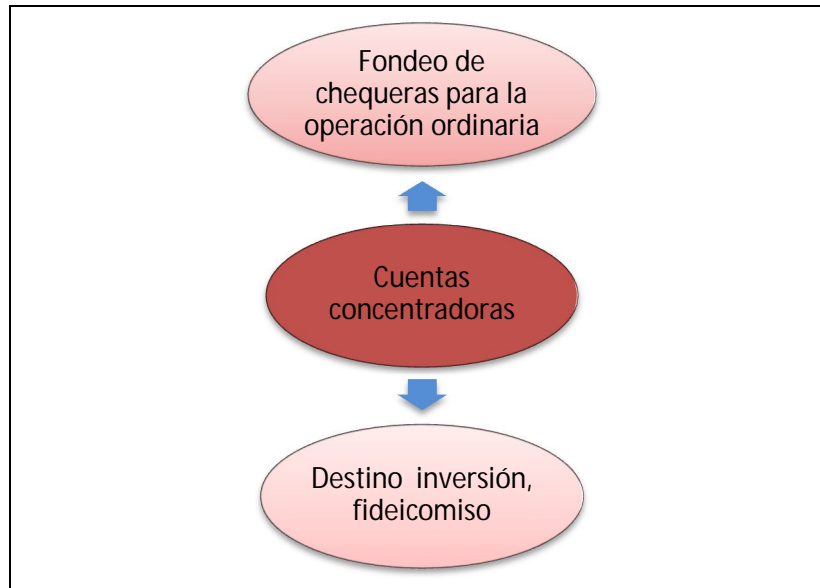 Fondeo de
chequeras para la
operación ordinaria
Cuentas
concentradoras
Destino inversión,
fideicomiso